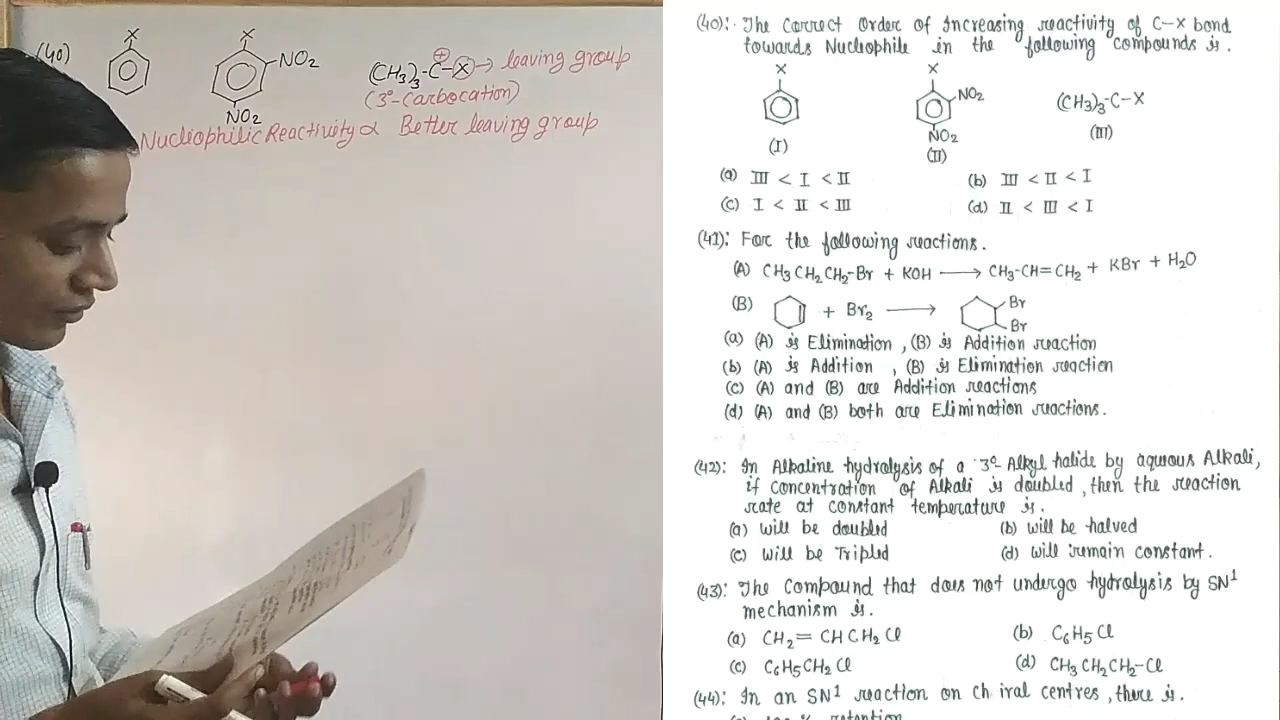 (40)
X
X
NO2
NO2
(CH3)3-C-X → leaving group
⊕
(3°-Carbocation)
Nucleophilic Reactivity α Better leaving group
(40):- The Correct Order of Increasing reactivity of C-X bond
towards Nucleophile in the following compounds is.
X
X
NO2
NO2
(CH3)3-C-X
(I)
(II)
(III)
(a) III < I < II
(b) III < II < I
(c) I < II < III
(d) II < III < I
(41): For the following reactions.
(A) CH3CH2CH2-Br + KOH ⟶ CH3-CH=CH2 + KBr + H2O
(B) + Br2 ⟶ Br
Br
(a) (A) is Elimination, (B) is Addition reaction
(b) (A) is Addition, (B) is Elimination reaction
(c) (A) and (B) are Addition reactions
(d) (A) and (B) both are Elimination reactions.
(42): In Alkaline hydrolysis of a 3°- Alkyl halide by aqueous Alkali,
if Concentration of Alkali is doubled, then the reaction
rate at constant temperature is.
(a) will be doubled
(b) will be halved
(c) will be Tripled
(d) will remain constant.
(43): The Compound that does not undergo hydrolysis by SN1
mechanism is.
(a) CH2=CHCH2Cl
(b) C6H5Cl
(c) C6H5CH2Cl
(d) CH3CH2CH2-Cl
(44): In an SN1 reaction on chiral centres, there is.